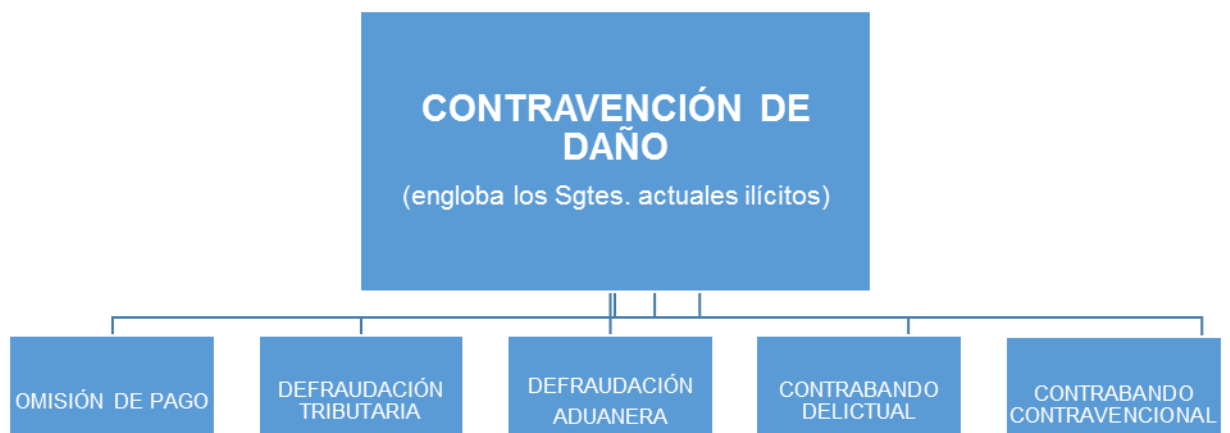 CONTRAVENCIÓN DE
DAÑO
(engloba los Sgtes. actuales ilícitos)
OMISIÓN DE PAGO
DEFRAUDACIÓN
TRIBUTARIA
DEFRAUDACIÓN
ADUANERA
CONTRABANDO
DELICTUAL
CONTRABANDO
CONTRAVENCIONAL